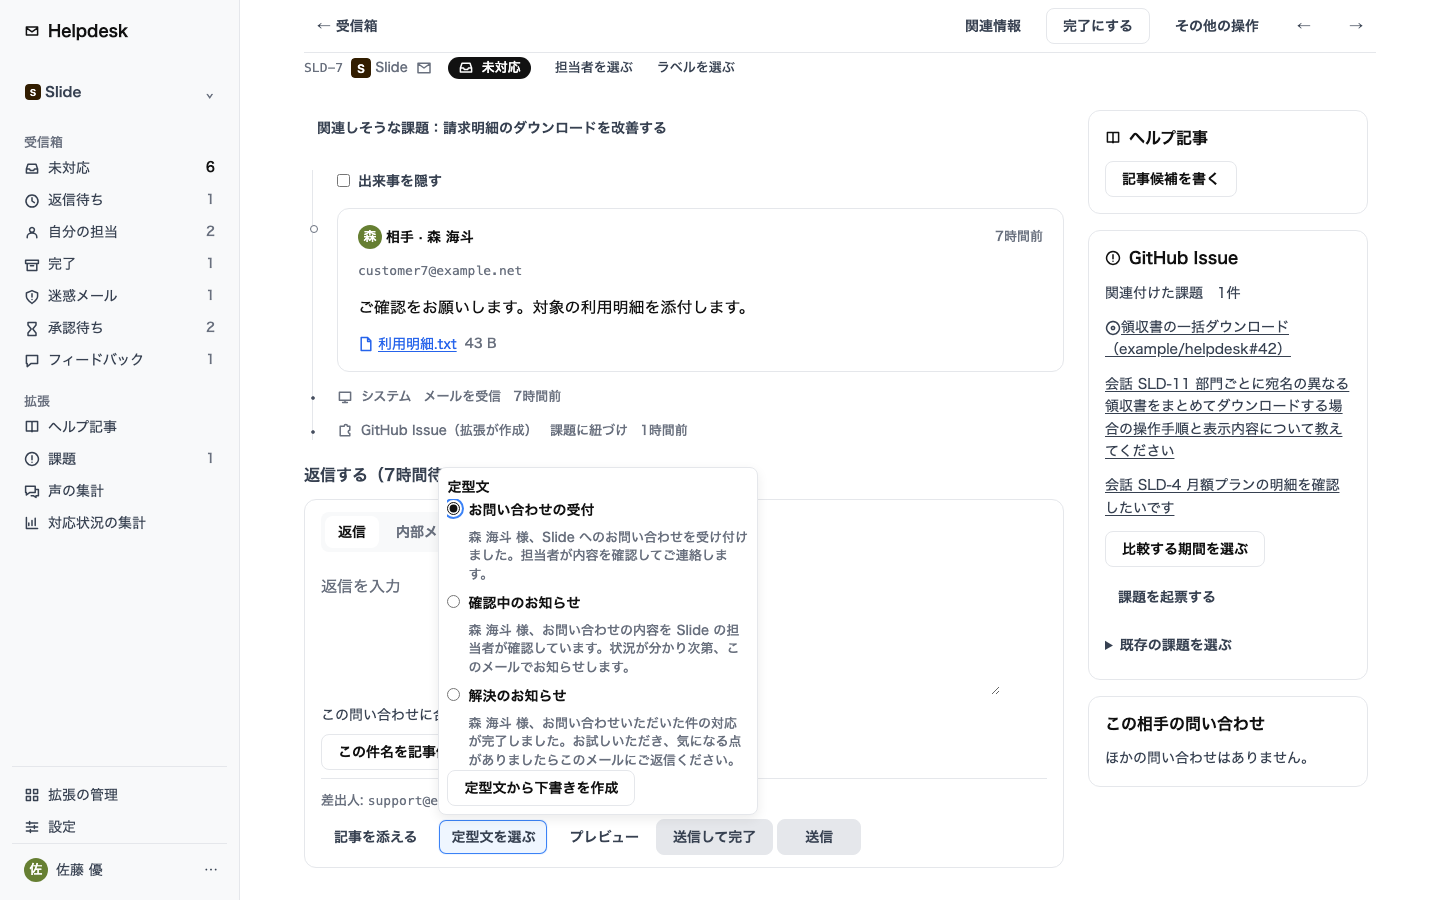 Helpdesk
S Slide
受信箱
未対応 6
返信待ち 1
自分の担当 2
完了 1
迷惑メール 1
承認待ち 2
フィードバック 1
拡張
ヘルプ記事
課題 1
声の集計
対応状況の集計
拡張の管理
設定
佐 佐藤 優 …
← 受信箱
関連情報 完了にする その他の操作 ← →
SLD-7 S Slide 未対応 担当者を選ぶ ラベルを選ぶ
関連しそうな課題：請求明細のダウンロードを改善する
出来事を隠す
森 相手 · 森 海斗 7時間前
customer7@example.net
ご確認をお願いします。対象の利用明細を添付します。
利用明細.txt 43 B
システム メールを受信 7時間前
GitHub Issue（拡張が作成） 課題に紐づけ 1時間前
返信する（7時間待
返信 内部メ
返信を入力
この問い合わせに合
この件名を記事
差出人: support@e
定型文
お問い合わせの受付
森 海斗 様、Slide へのお問い合わせを受け付け
ました。担当者が内容を確認してご連絡しま
す。
確認中のお知らせ
森 海斗 様、お問い合わせの内容を Slide の担
当者が確認しています。状況が分かり次第、こ
のメールでお知らせします。
解決のお知らせ
森 海斗 様、お問い合わせいただいた件の対応
が完了しました。お試しいただき、気になる点
がありましたらこのメールにご返信ください。
定型文から下書きを作成
記事を添える 定型文を選ぶ プレビュー 送信して完了 送信
ヘルプ記事
記事候補を書く
GitHub Issue
関連付けた課題 1件
領収書の一括ダウンロード
（example/helpdesk#42）
会話 SLD-11 部門ごとに宛名の異なる
領収書をまとめてダウンロードする場
合の操作手順と表示内容について教え
てください
会話 SLD-4 月額プランの明細を確認
したいです
比較する期間を選ぶ
課題を起票する
既存の課題を選ぶ
この相手の問い合わせ
ほかの問い合わせはありません。